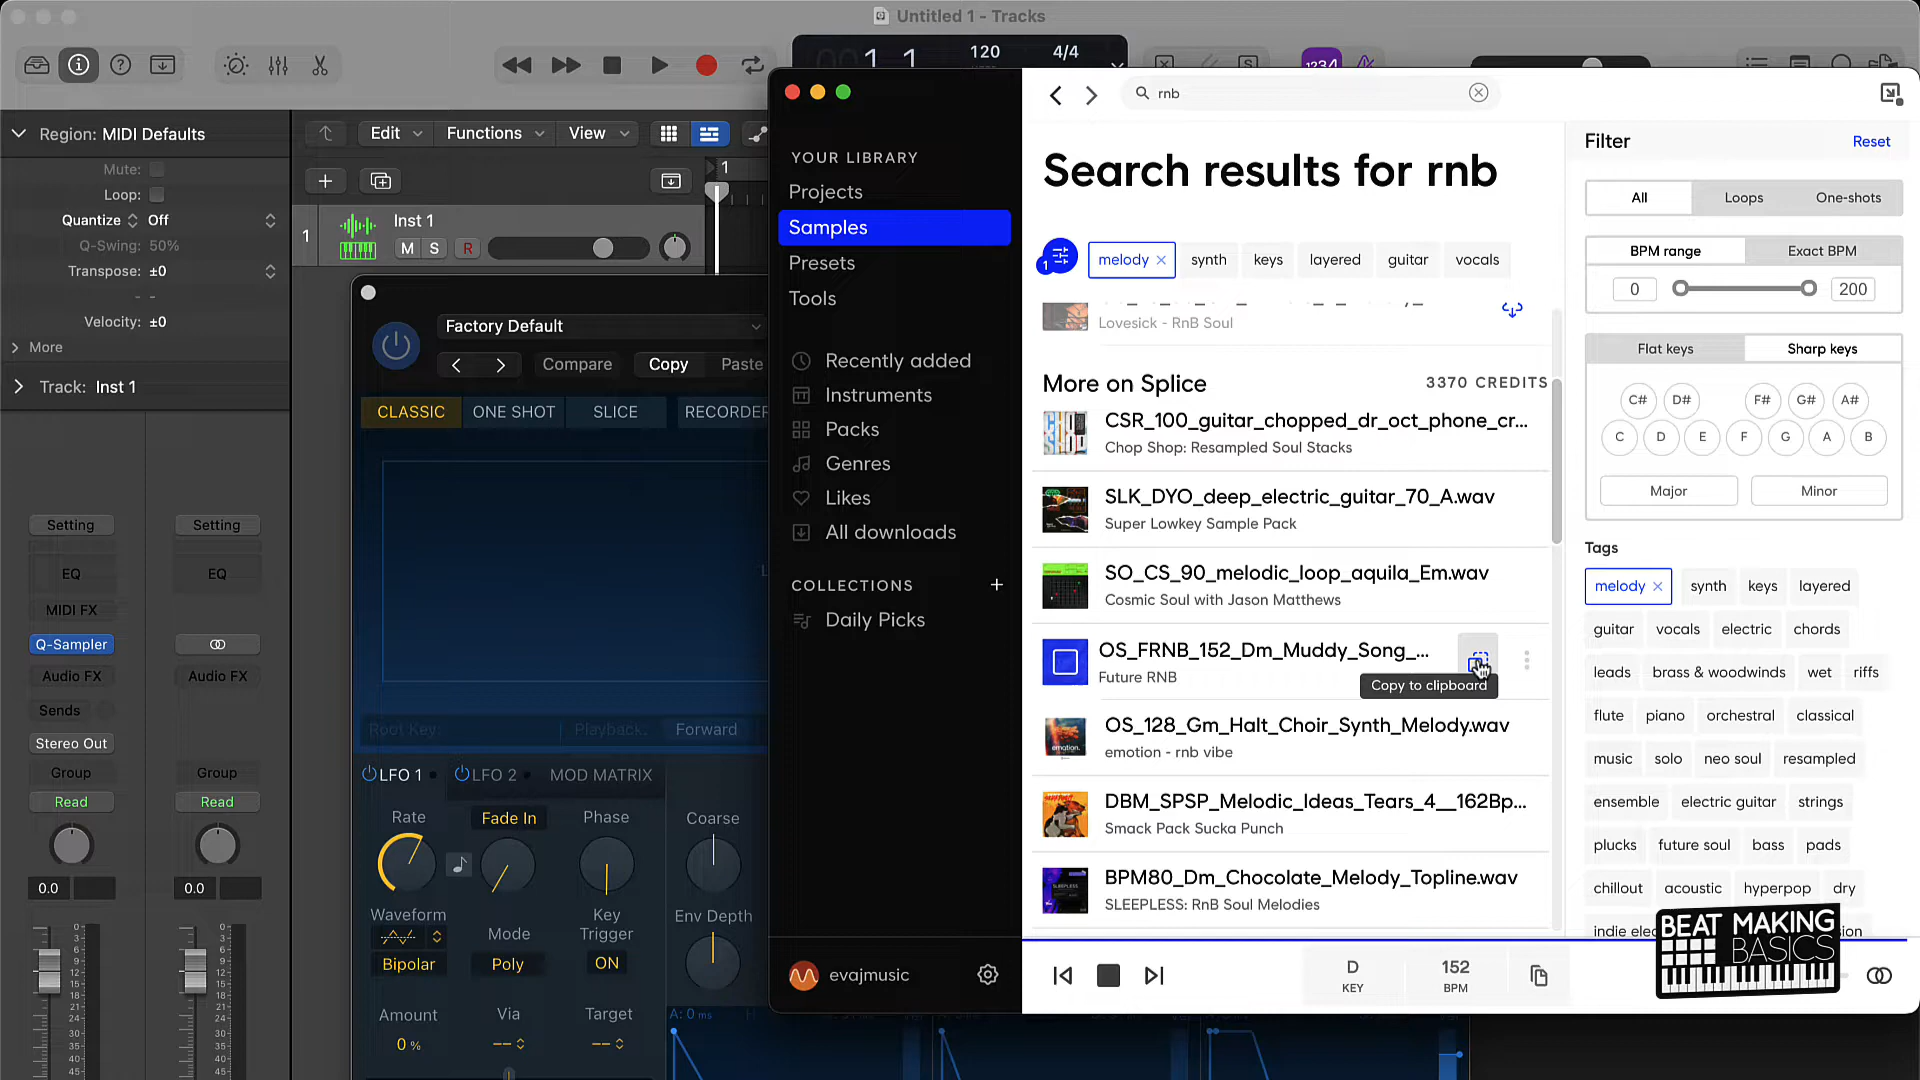 Untitled 1 - Tracks
1 1
120
4/4
1234
Region: MIDI Defaults
Mute:
Loop:
Quantize Off
Q-Swing: 50%
Transpose: ±0
- -
Velocity: ±0
More
Track: Inst 1
Edit
Functions
View
1
1
Inst 1
M S R
Setting
Setting
EQ
EQ
MIDI FX
Q-Sampler
Audio FX
Audio FX
Sends
Stereo Out
Group
Group
Read
Read
0.0
0.0
Factory Default
Compare
Copy
Paste
CLASSIC
ONE SHOT
SLICE
RECORDER
Root Key:
Playback:
Forward
LFO 1
LFO 2
MOD MATRIX
Rate
Fade In
Phase
Coarse
Waveform
Bipolar
Mode
Poly
Key
Trigger
ON
Env Depth
Amount
0 %
Via
--
Target
--
A: 0 ms
YOUR LIBRARY
Projects
Samples
Presets
Tools
Recently added
Instruments
Packs
Genres
Likes
All downloads
COLLECTIONS +
Daily Picks
evajmusic
rnb
Search results for rnb
1
melody
synth
keys
layered
guitar
vocals
Lovesick - RnB Soul
More on Splice
3370 CREDITS
CSR_100_guitar_chopped_dr_oct_phone_cr...
Chop Shop: Resampled Soul Stacks
SLK_DYO_deep_electric_guitar_70_A.wav
Super Lowkey Sample Pack
SO_CS_90_melodic_loop_aquila_Em.wav
Cosmic Soul with Jason Matthews
OS_FRNB_152_Dm_Muddy_Song_...
Future RNB
Copy to clipboard
OS_128_Gm_Halt_Choir_Synth_Melody.wav
emotion - rnb vibe
DBM_SPSP_Melodic_Ideas_Tears_4__162Bp...
Smack Pack Sucka Punch
BPM80_Dm_Chocolate_Melody_Topline.wav
SLEEPLESS: RnB Soul Melodies
D
KEY
152
BPM
Filter
Reset
All
Loops
One-shots
BPM range
Exact BPM
0
200
Flat keys
Sharp keys
C# D# F# G# A#
C D E F G A B
Major
Minor
Tags
melody synth keys layered
guitar vocals electric chords
leads brass & woodwinds wet riffs
flute piano orchestral classical
music solo neo soul resampled
ensemble electric guitar strings
plucks future soul bass pads
chillout acoustic hyperpop dry
BEAT MAKING
BASICS